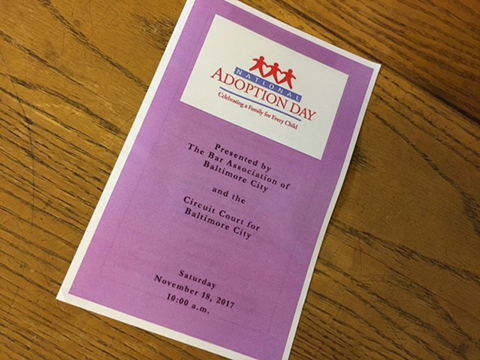 NATIONAL
ADOPTION DAY
Celebrating a Family for Every Child
Presented by
The Bar Association of
Baltimore City
and the
Circuit Court for
Baltimore City
Saturday
November 18, 2017
10:00 a.m.